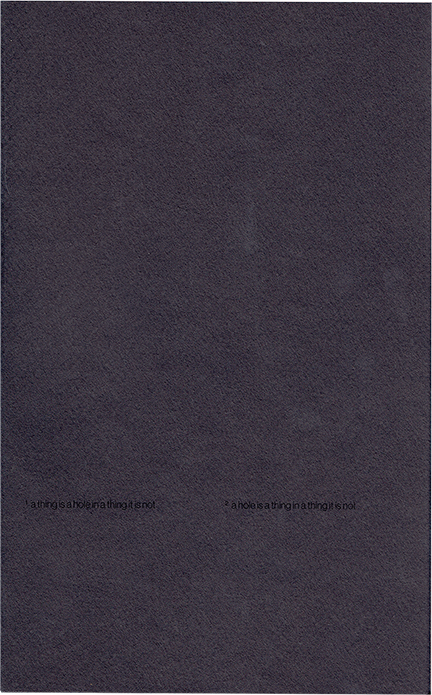 ¹ a thing is a hole in a thing it is not
² a hole is a thing in a thing it is not